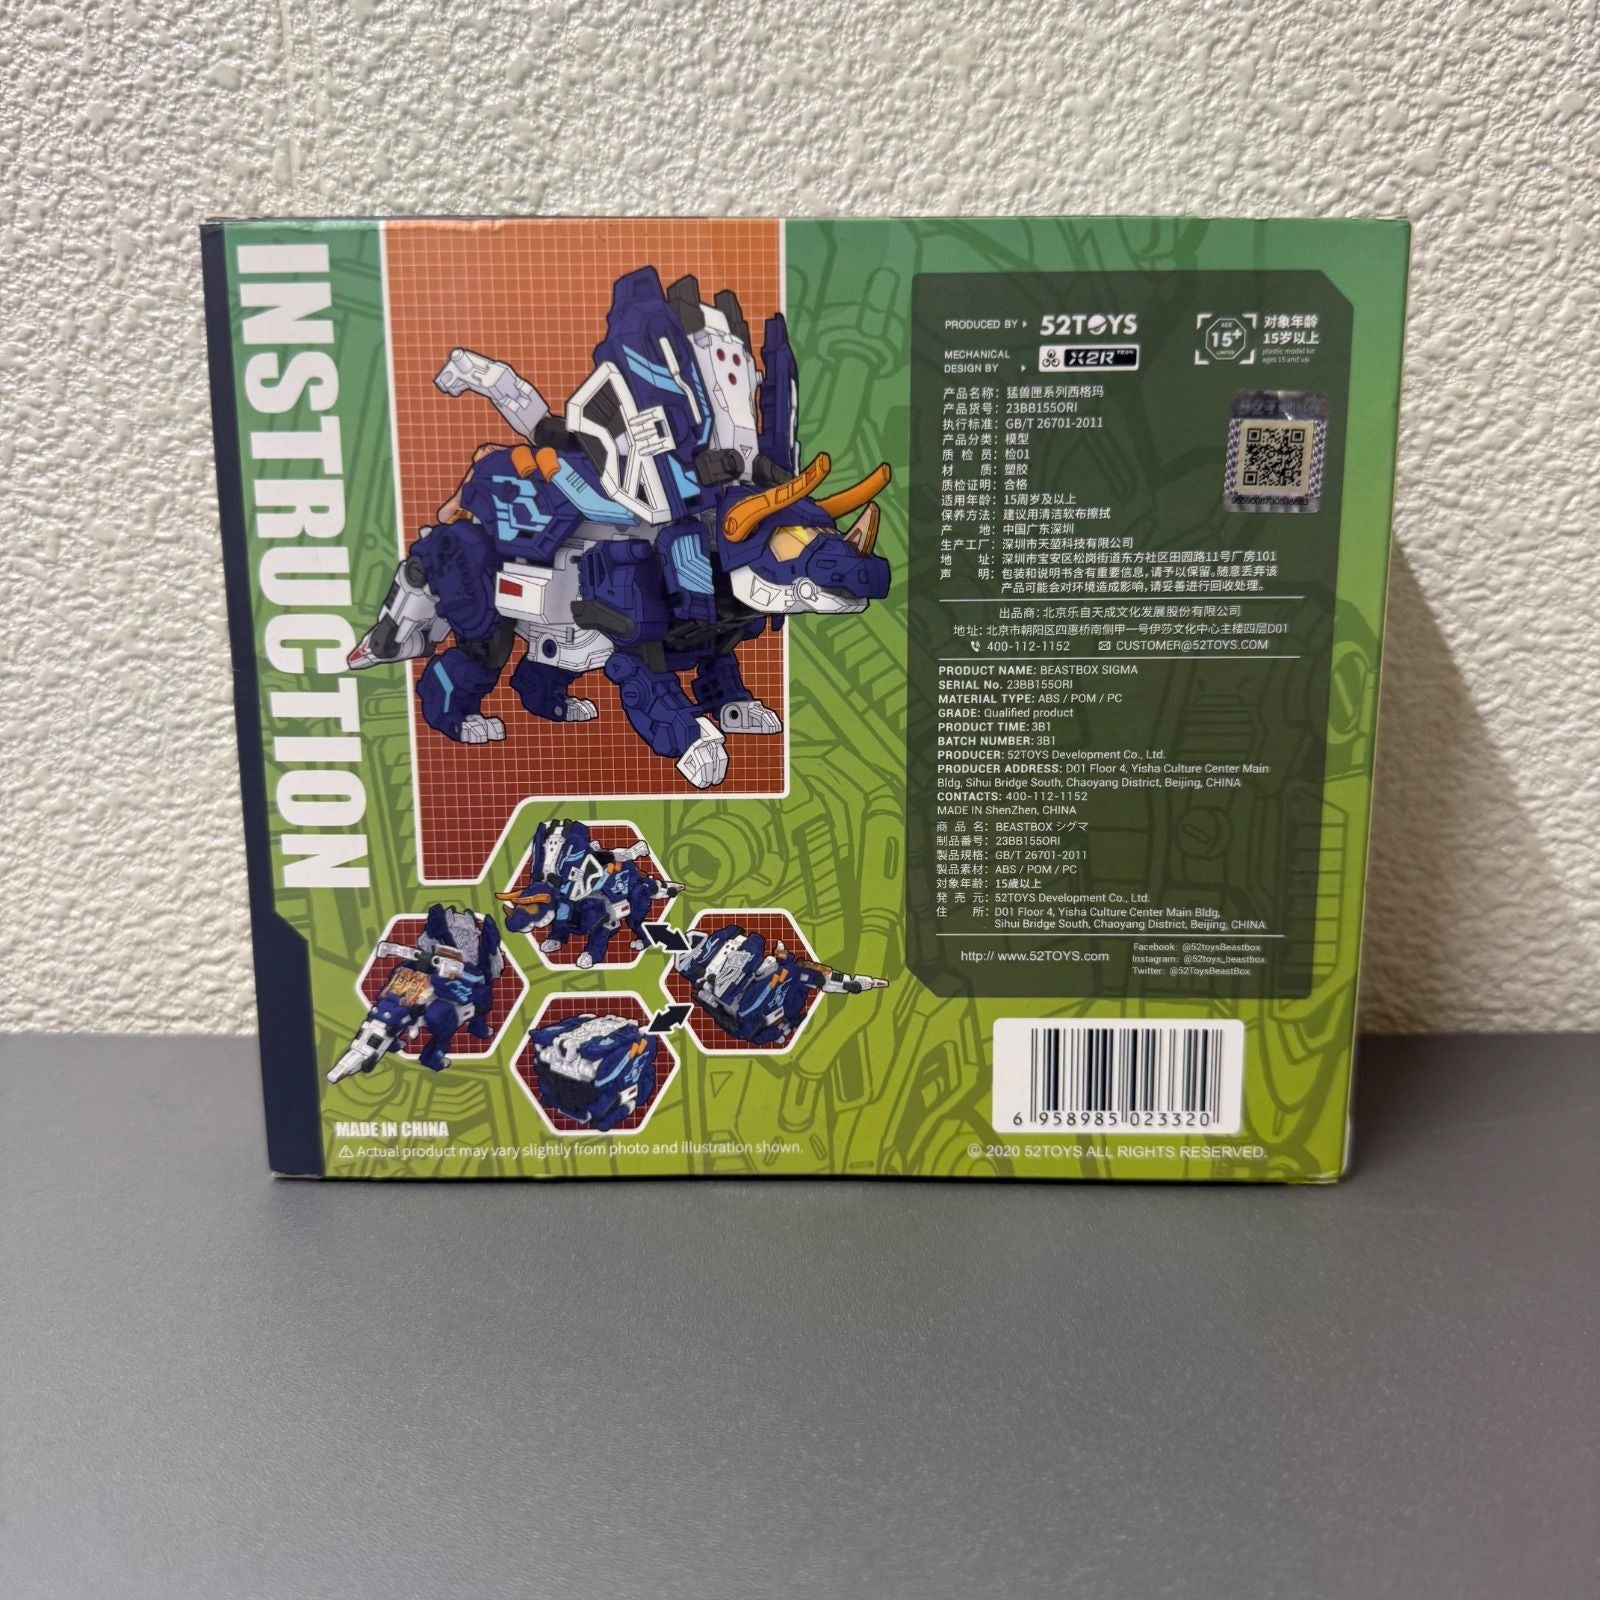 INSTRUCTION
PRODUCED BY 52TOYS
MECHANICAL
DESIGN BY X2R TEAM
AGE
15+
LIMITED
对象年龄
15岁以上
plastic model kit
ages 15 and up
产品名称：猛兽匣系列西格玛
产品货号：23BB155ORI
执行标准：GB/T 26701-2011
产品分类：模型
质 检 员：检01
材 质：塑胶
质检证明：合格
适用年龄：15周岁及以上
保养方法：建议用清洁软布擦拭
产 地：中国广东深圳
生产工厂：深圳市天堃科技有限公司
地 址：深圳市宝安区松岗街道东方社区田园路11号厂房101
声 明：包装和说明书含有重要信息，请予以保留。随意丢弃该
产品可能会对环境造成影响，请妥善进行回收处理。
出品商：北京乐自天成文化发展股份有限公司
地址：北京市朝阳区四惠桥南侧甲一号伊莎文化中心主楼四层D01
400-112-1152 CUSTOMER@52TOYS.COM
PRODUCT NAME: BEASTBOX SIGMA
SERIAL No. 23BB155ORI
MATERIAL TYPE: ABS / POM / PC
GRADE: Qualified product
PRODUCT TIME: 3B1
BATCH NUMBER: 3B1
PRODUCER: 52TOYS Development Co., Ltd.
PRODUCER ADDRESS: D01 Floor 4, Yisha Culture Center Main
Bldg, Sihui Bridge South, Chaoyang District, Beijing, CHINA
CONTACTS: 400-112-1152
MADE IN ShenZhen, CHINA
商 品 名：BEASTBOX シグマ
制品番号：23BB155ORI
製品規格：GB/T 26701-2011
製品素材：ABS / POM / PC
対象年齢：15歳以上
発 売 元：52TOYS Development Co., Ltd.
住 所：D01 Floor 4, Yisha Culture Center Main Bldg,
Sihui Bridge South, Chaoyang District, Beijing, CHINA
http:// www.52TOYS.com
Facebook: @52toysBeastbox
Instagram: @52toys_beastbox
Twitter: @52ToysBeastBox
6 958985 023320
MADE IN CHINA
⚠ Actual product may vary slightly from photo and illustration shown.
© 2020 52TOYS ALL RIGHTS RESERVED.